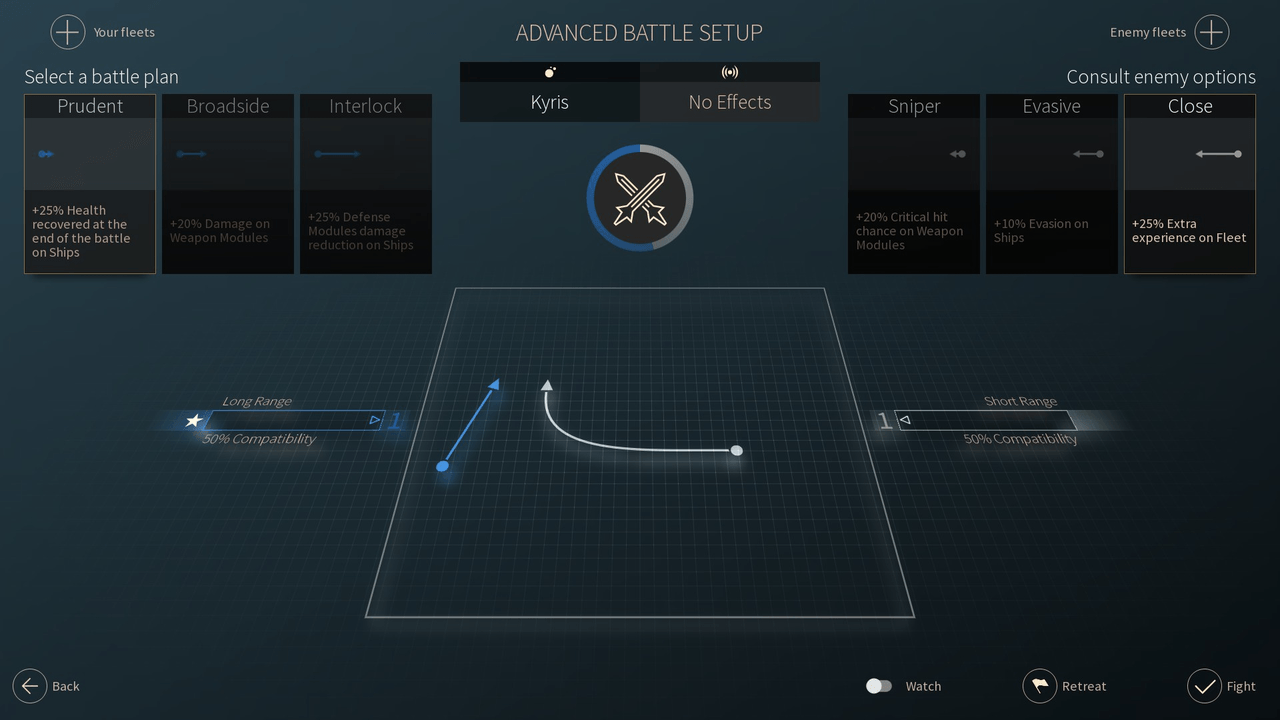 Your fleets
ADVANCED BATTLE SETUP
Enemy fleets
Select a battle plan
Consult enemy options
Prudent
Broadside
Interlock
Kyris
No Effects
Sniper
Evasive
Close
+25% Health
recovered at the
end of the battle
on Ships
+20% Damage on
Weapon Modules
+25% Defense
Modules damage
reduction on Ships
+20% Critical hit
chance on Weapon
Modules
+10% Evasion on
Ships
+25% Extra
experience on Fleet
Long Range
1
50% Compatibility
Short Range
1
50% Compatibility
Back
Watch
Retreat
Fight